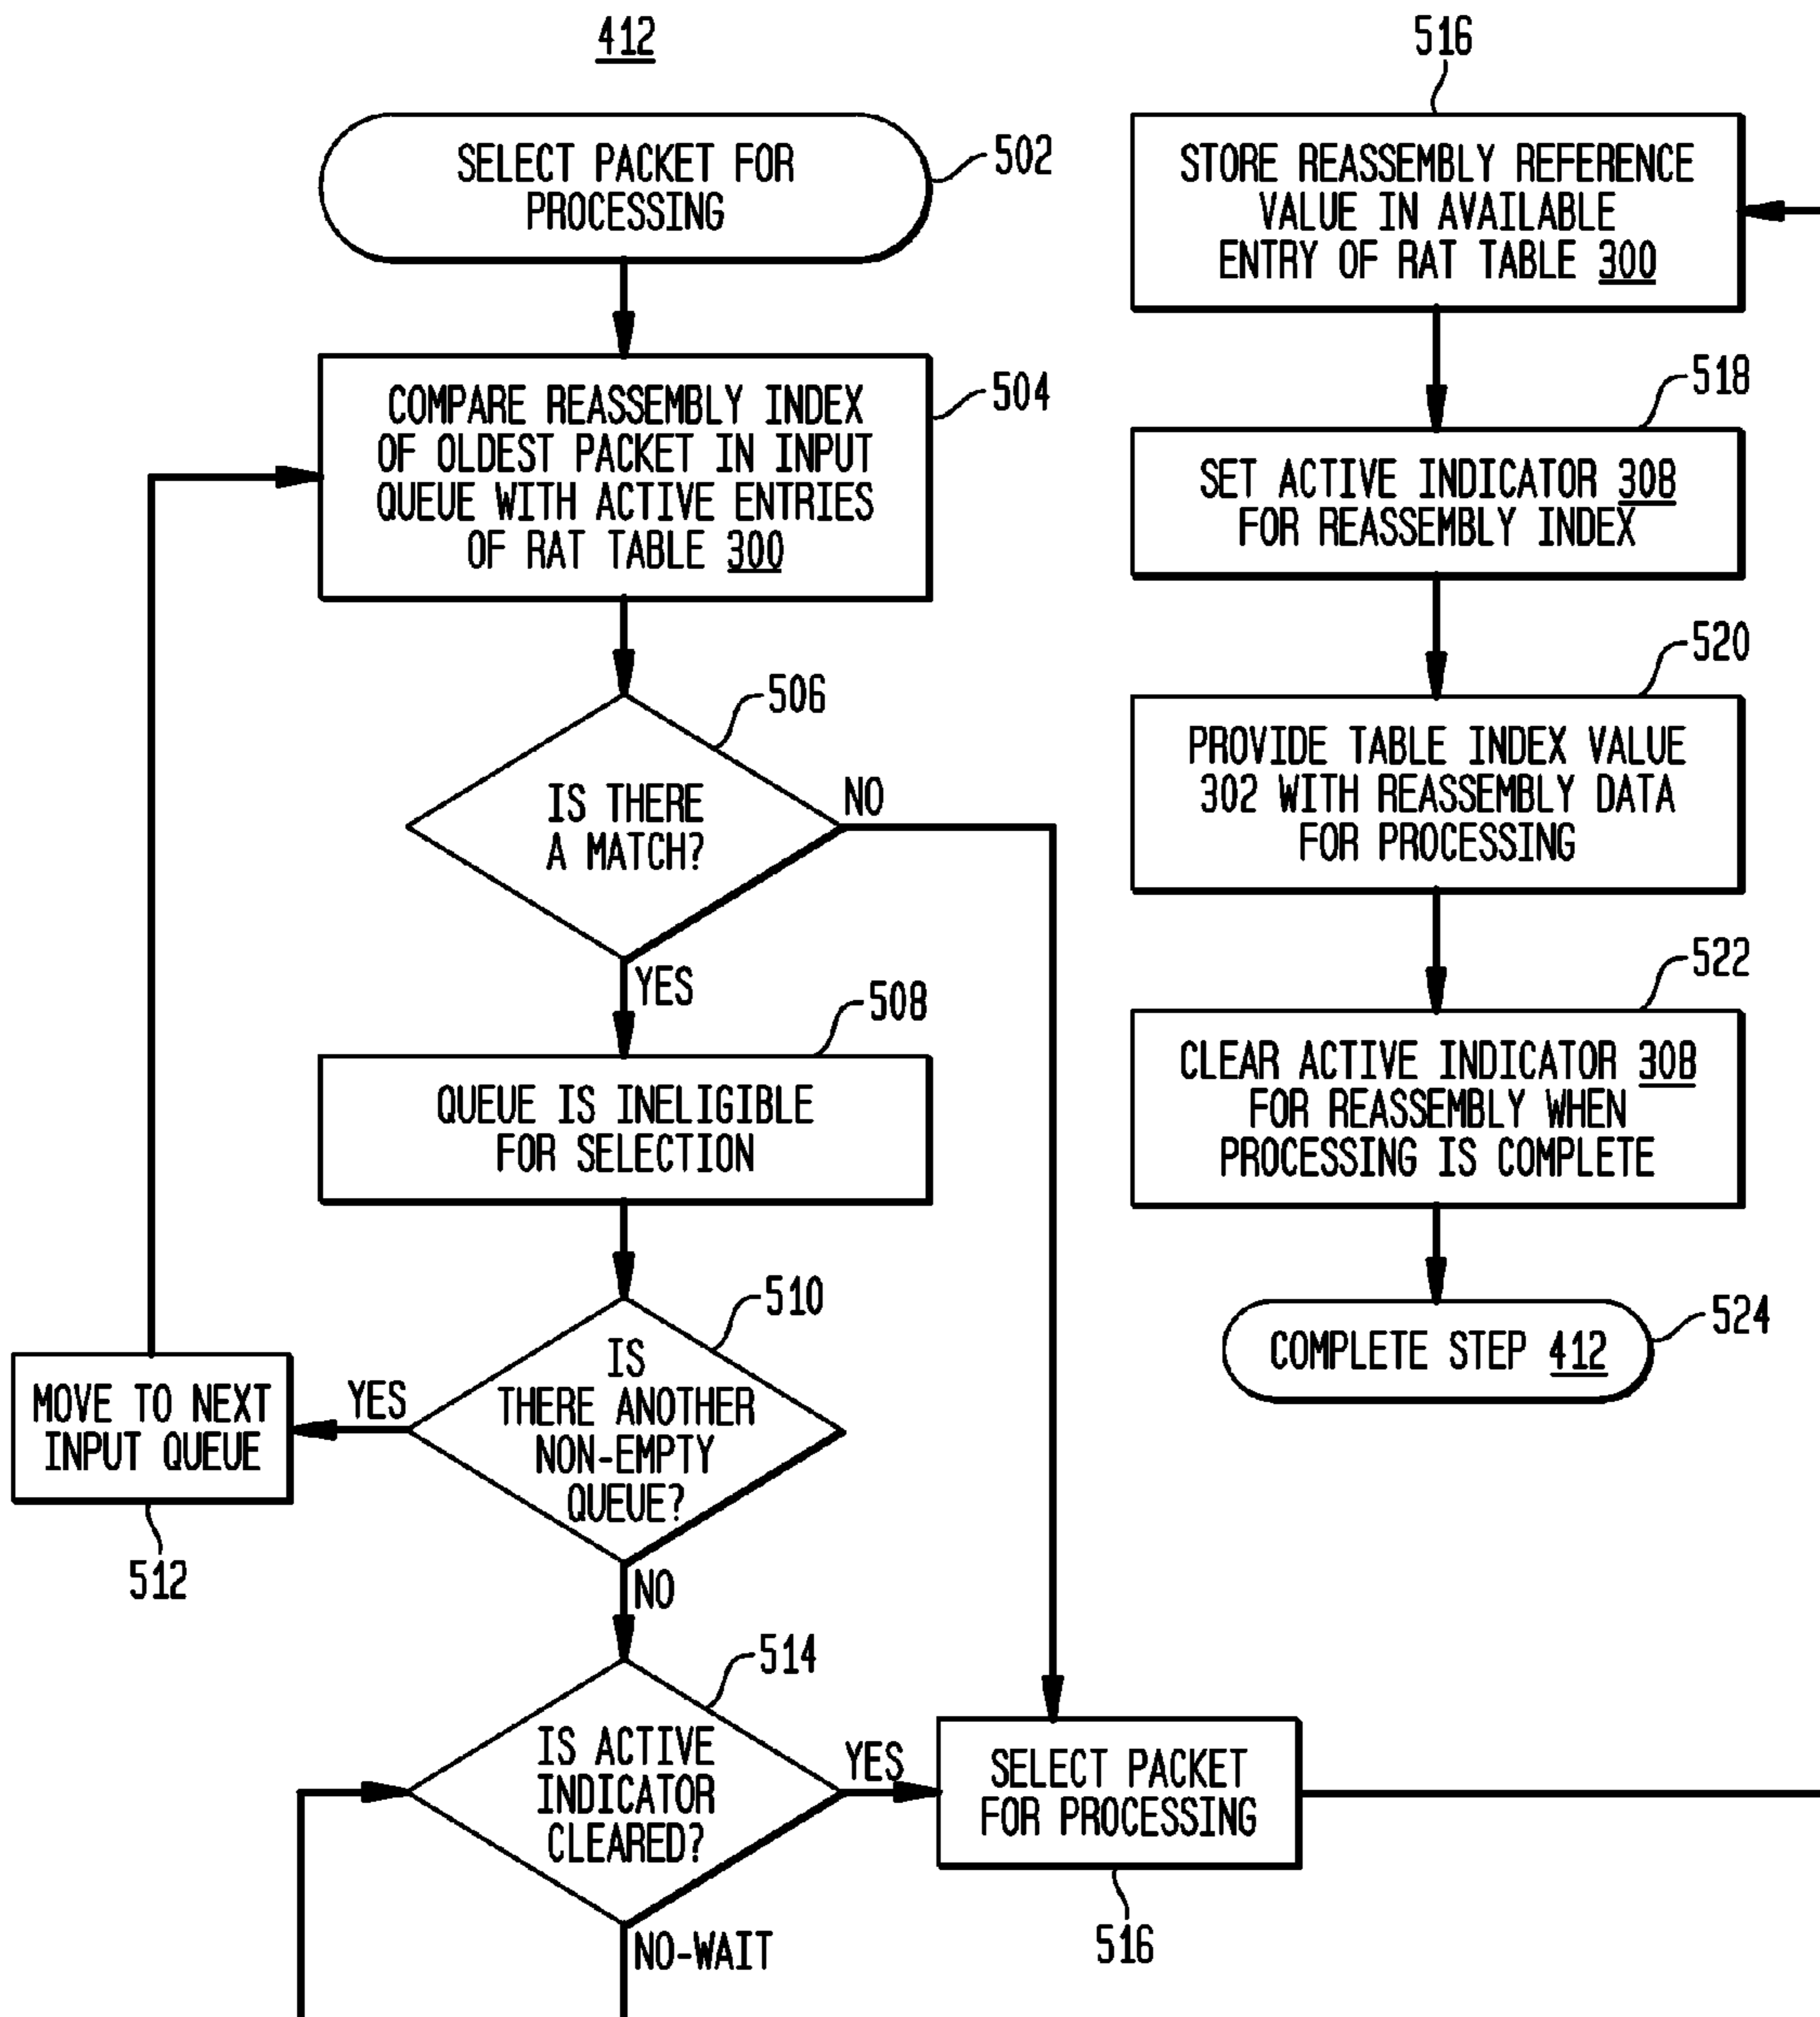 412
SELECT PACKET FOR
PROCESSING
502
COMPARE REASSEMBLY INDEX
OF OLDEST PACKET IN INPUT
QUEUE WITH ACTIVE ENTRIES
OF RAT TABLE 300
504
IS THERE
A MATCH?
506
NO
YES
QUEUE IS INELIGIBLE
FOR SELECTION
508
IS
THERE ANOTHER
NON-EMPTY
QUEUE?
510
YES
MOVE TO NEXT
INPUT QUEUE
512
NO
IS ACTIVE
INDICATOR
CLEARED?
514
YES
NO-WAIT
SELECT PACKET
FOR PROCESSING
516
516
STORE REASSEMBLY REFERENCE
VALUE IN AVAILABLE
ENTRY OF RAT TABLE 300
518
SET ACTIVE INDICATOR 308
FOR REASSEMBLY INDEX
520
PROVIDE TABLE INDEX VALUE
302 WITH REASSEMBLY DATA
FOR PROCESSING
522
CLEAR ACTIVE INDICATOR 308
FOR REASSEMBLY WHEN
PROCESSING IS COMPLETE
COMPLETE STEP 412
524